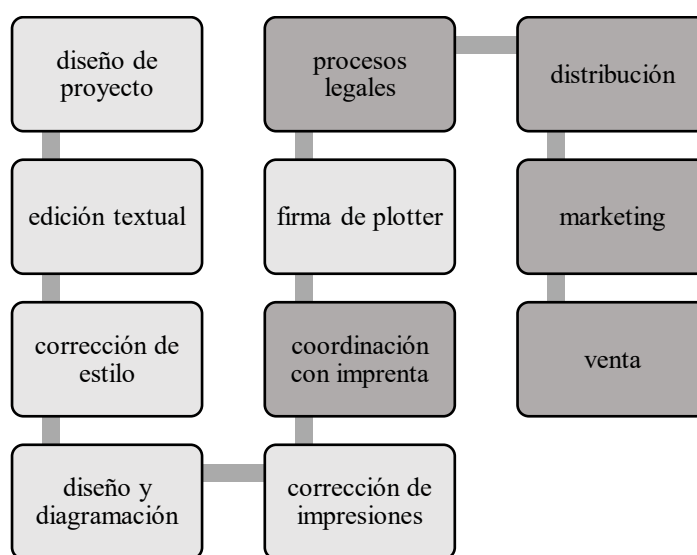 diseño de
proyecto
edición textual
corrección de
estilo
diseño y
diagramación
corrección de
impresiones
coordinación
con imprenta
firma de plotter
procesos
legales
distribución
marketing
venta